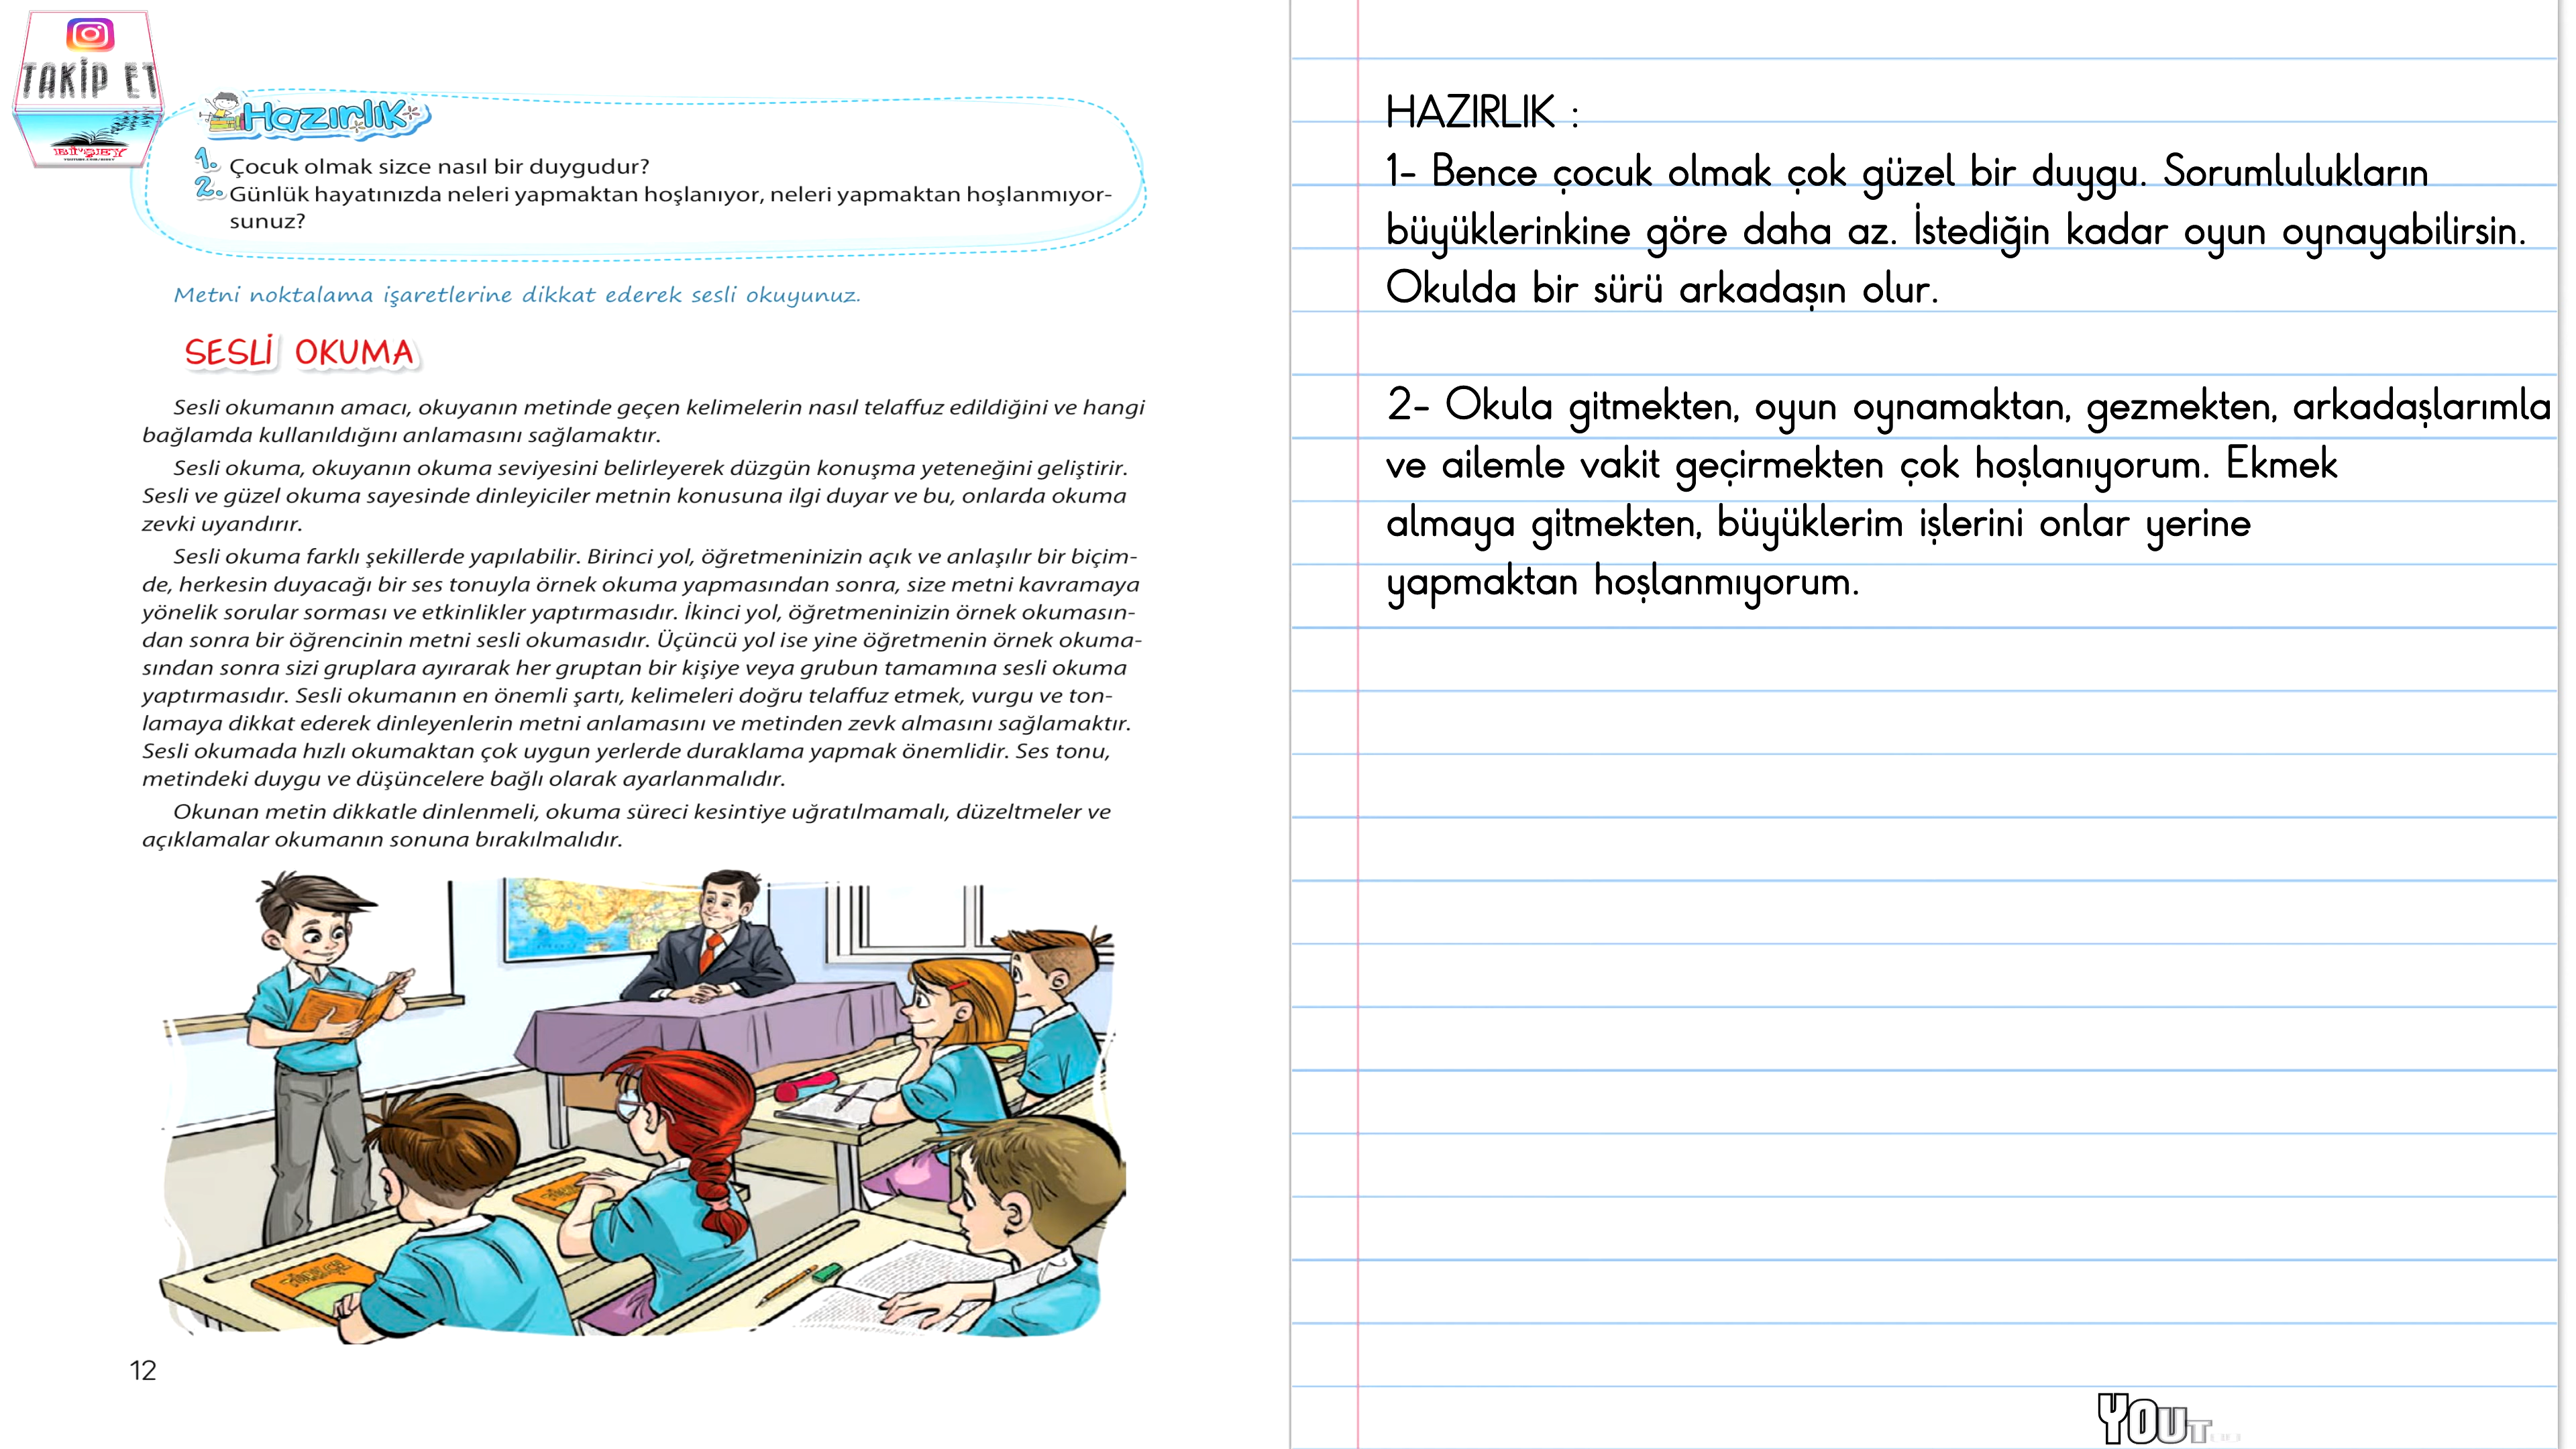 TAKİP ET
BİŞEY
Hazırlık
1. Çocuk olmak sizce nasıl bir duygudur?
2. Günlük hayatınızda neleri yapmaktan hoşlanıyor, neleri yapmaktan hoşlanmıyor-
sunuz?
Metni noktalama işaretlerine dikkat ederek sesli okuyunuz.
SESLİ OKUMA
Sesli okumanın amacı, okuyanın metinde geçen kelimelerin nasıl telaffuz edildiğini ve hangi
bağlamda kullanıldığını anlamasını sağlamaktır.
Sesli okuma, okuyanın okuma seviyesini belirleyerek düzgün konuşma yeteneğini geliştirir.
Sesli ve güzel okuma sayesinde dinleyiciler metnin konusuna ilgi duyar ve bu, onlarda okuma
zevki uyandırır.
Sesli okuma farklı şekillerde yapılabilir. Birinci yol, öğretmeninizin açık ve anlaşılır bir biçim-
de, herkesin duyacağı bir ses tonuyla örnek okuma yapmasından sonra, size metni kavramaya
yönelik sorular sorması ve etkinlikler yaptırmasıdır. İkinci yol, öğretmeninizin örnek okumasın-
dan sonra bir öğrencinin metni sesli okumasıdır. Üçüncü yol ise yine öğretmenin örnek okuma-
sından sonra sizi gruplara ayırarak her gruptan bir kişiye veya grubun tamamına sesli okuma
yaptırmasıdır. Sesli okumanın en önemli şartı, kelimeleri doğru telaffuz etmek, vurgu ve ton-
lamaya dikkat ederek dinleyenlerin metni anlamasını ve metinden zevk almasını sağlamaktır.
Sesli okumada hızlı okumaktan çok uygun yerlerde duraklama yapmak önemlidir. Ses tonu,
metindeki duygu ve düşüncelere bağlı olarak ayarlanmalıdır.
Okunan metin dikkatle dinlenmeli, okuma süreci kesintiye uğratılmamalı, düzeltmeler ve
açıklamalar okumanın sonuna bırakılmalıdır.
12
HAZIRLIK :
1- Bence çocuk olmak çok güzel bir duygu. Sorumlulukların
büyüklerinkine göre daha az. İstediğin kadar oyun oynayabilirsin.
Okulda bir sürü arkadaşın olur.
2- Okula gitmekten, oyun oynamaktan, gezmekten, arkadaşlarımla
ve ailemle vakit geçirmekten çok hoşlanıyorum. Ekmek
almaya gitmekten, büyüklerim işlerini onlar yerine
yapmaktan hoşlanmıyorum.
YOUT